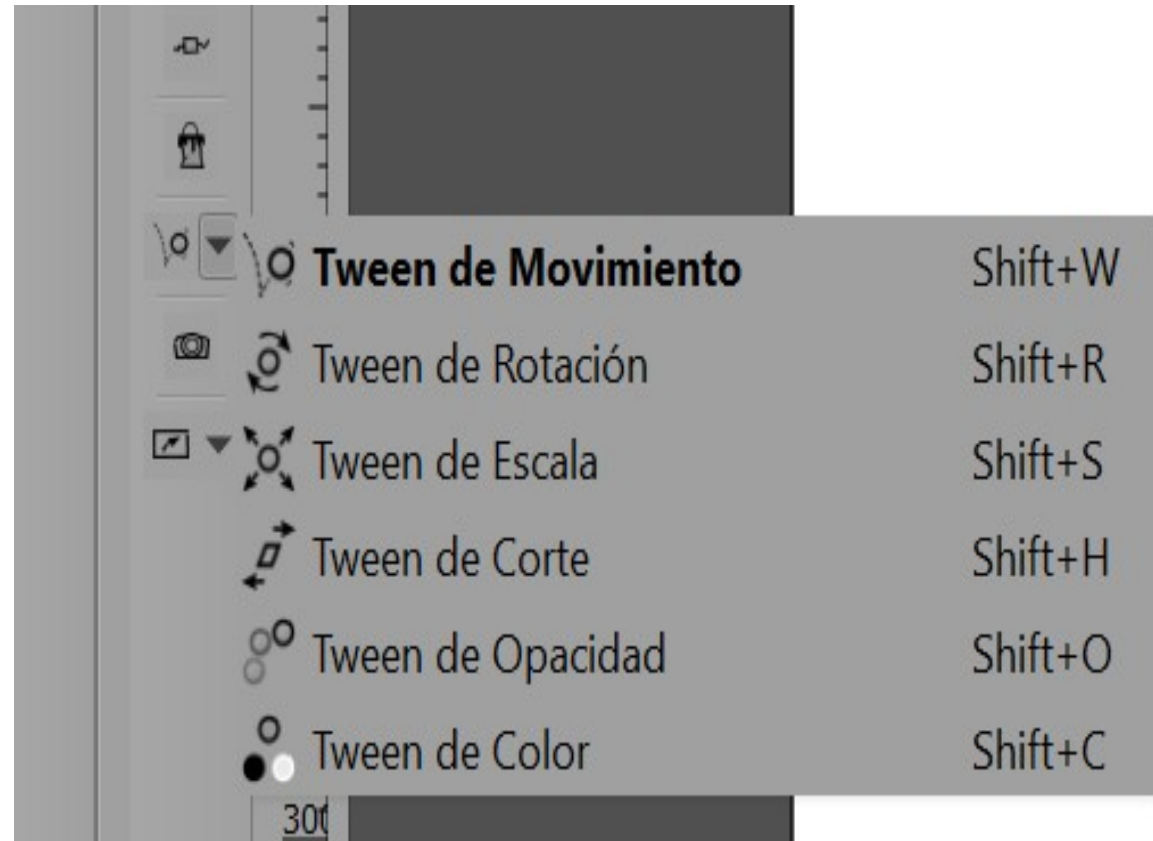 Tween de Movimiento Shift+W
Tween de Rotación Shift+R
Tween de Escala Shift+S
Tween de Corte Shift+H
Tween de Opacidad Shift+O
Tween de Color Shift+C
300